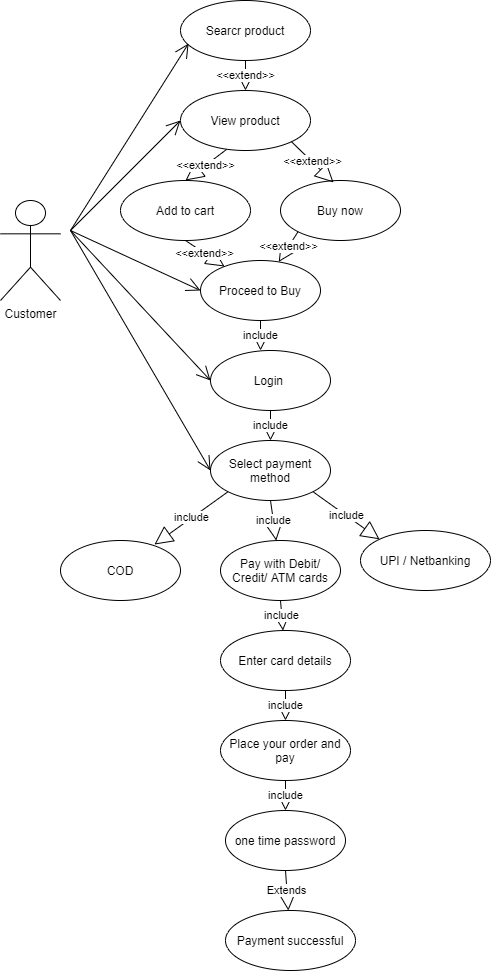 Searcr product
<<extend>>
View product
<<extend>>
<<extend>>
Add to cart
Buy now
<<extend>>
<<extend>>
Customer
Proceed to Buy
include
Login
include
Select payment
method
include
include
include
COD
Pay with Debit/
Credit/ ATM cards
UPI / Netbanking
include
Enter card details
include
Place your order and
pay
include
one time password
Extends
Payment successful